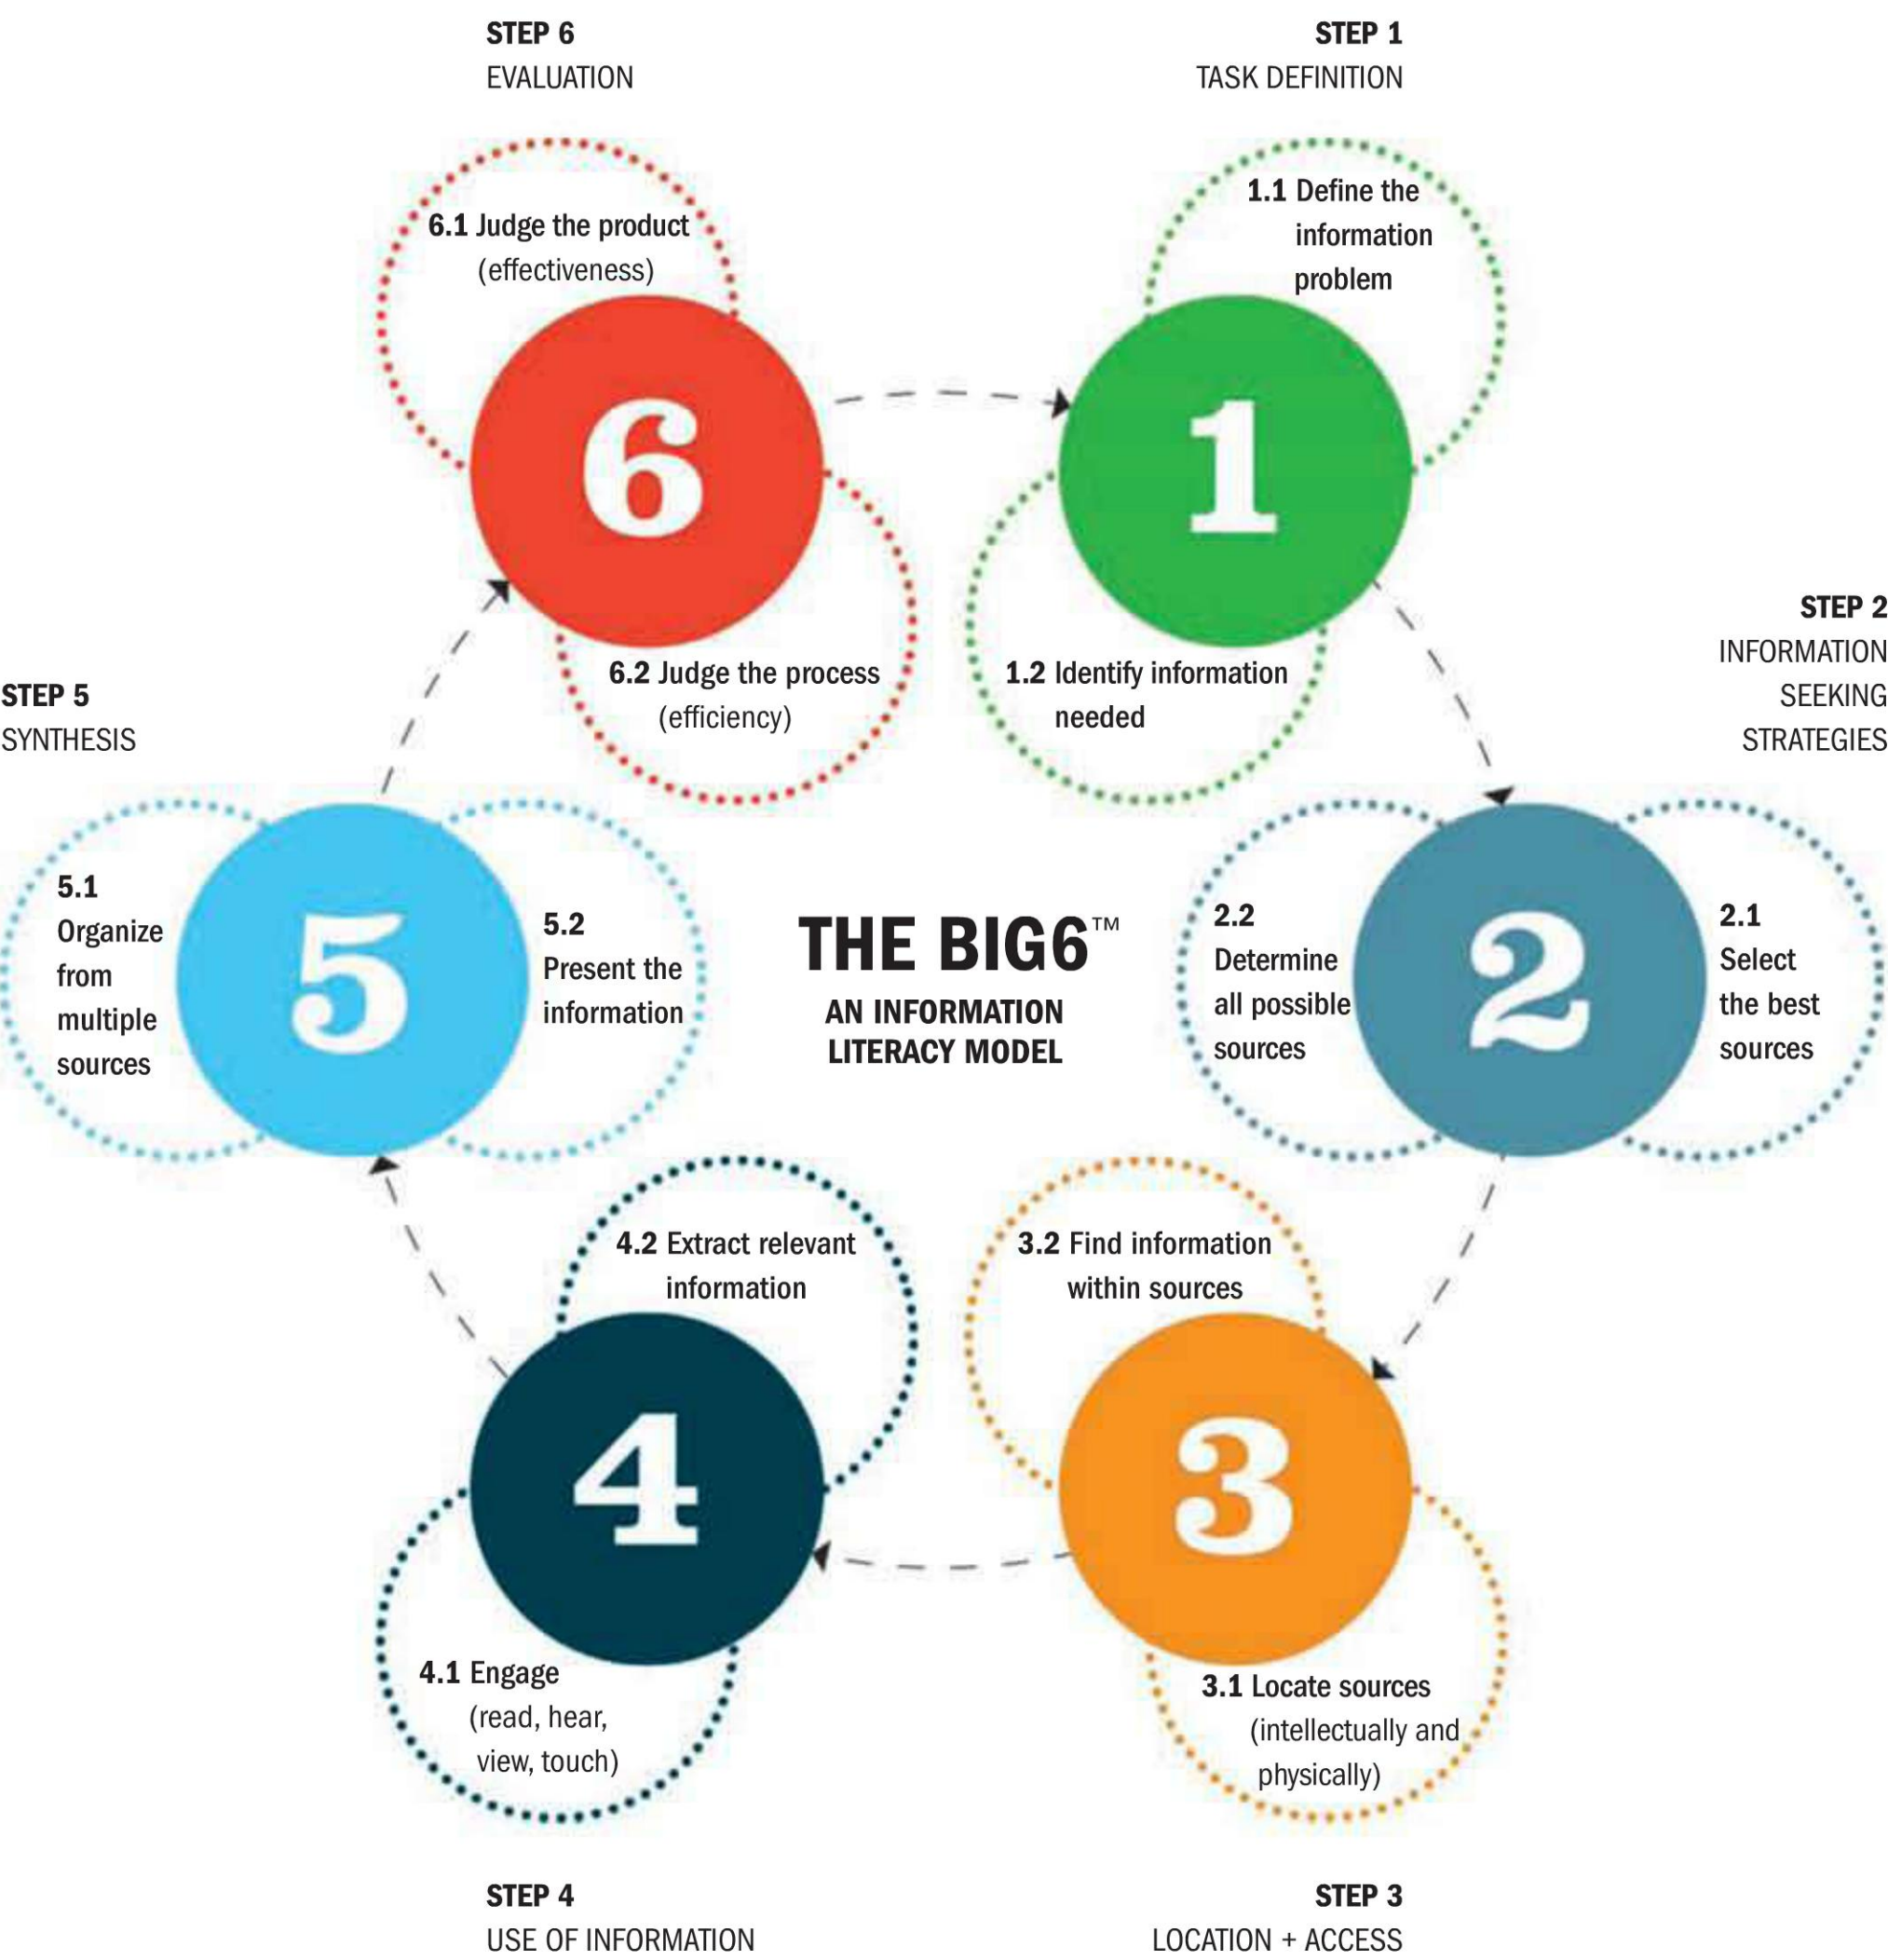 STEP 6
EVALUATION
STEP 1
TASK DEFINITION
6.1 Judge the product
(effectiveness)
1.1 Define the
information
problem
6
1
6.2 Judge the process
(efficiency)
1.2 Identify information
needed
STEP 2
INFORMATION
SEEKING
STRATEGIES
STEP 5
SYNTHESIS
5.1
Organize
from
multiple
sources
5
5.2
Present the
information
THE BIG6™
AN INFORMATION
LITERACY MODEL
2.2
Determine
all possible
sources
2
2.1
Select
the best
sources
4.2 Extract relevant
information
3.2 Find information
within sources
4
3
4.1 Engage
(read, hear,
view, touch)
3.1 Locate sources
(intellectually and
physically)
STEP 4
USE OF INFORMATION
STEP 3
LOCATION + ACCESS